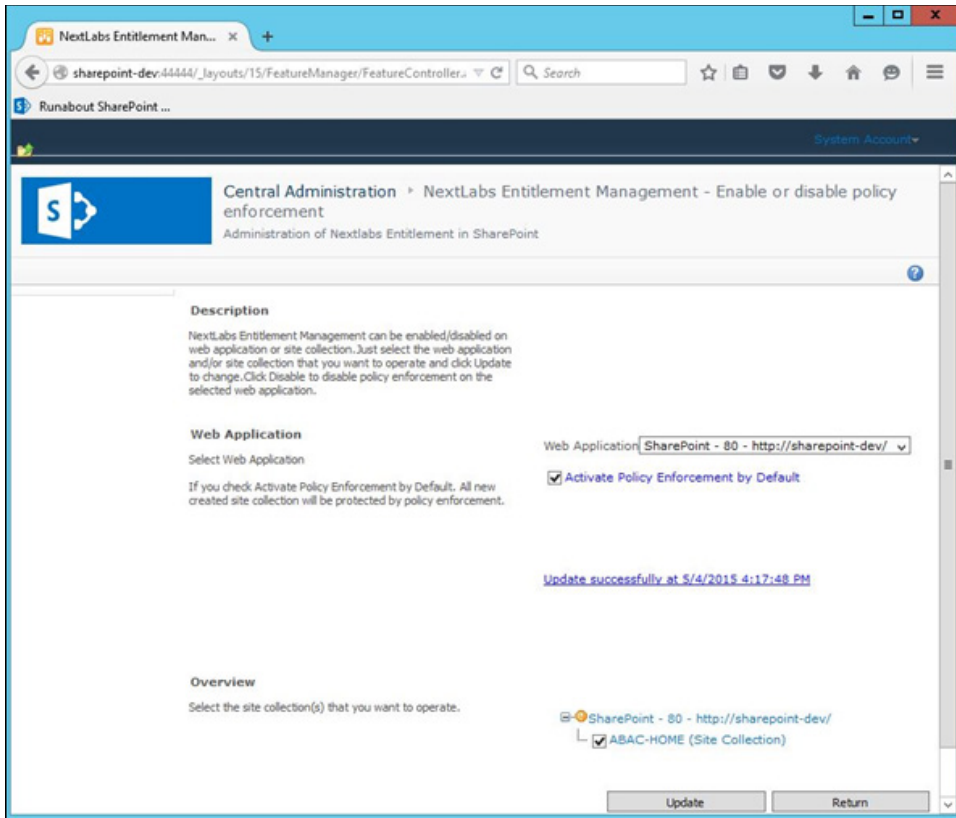 NextLabs Entitlement Man...
sharepoint-dev:44444/_layouts/15/FeatureManager/FeatureController.a
Search
Runabout SharePoint ...
System Account
S
Central Administration ▸ NextLabs Entitlement Management - Enable or disable policy
enforcement
Administration of Nextlabs Entitlement in SharePoint
Description
NextLabs Entitlement Management can be enabled/disabled on
web application or site collection.Just select the web application
and/or site collection that you want to operate and click Update
to change.Click Disable to disable policy enforcement on the
selected web application.
Web Application
Select Web Application
If you check Activate Policy Enforcement by Default. All new
created site collection will be protected by policy enforcement.
Web Application SharePoint - 80 - http://sharepoint-dev/
Activate Policy Enforcement by Default
Update successfully at 5/4/2015 4:17:48 PM
Overview
Select the site collection(s) that you want to operate.
SharePoint - 80 - http://sharepoint-dev/
ABAC-HOME (Site Collection)
Update Return